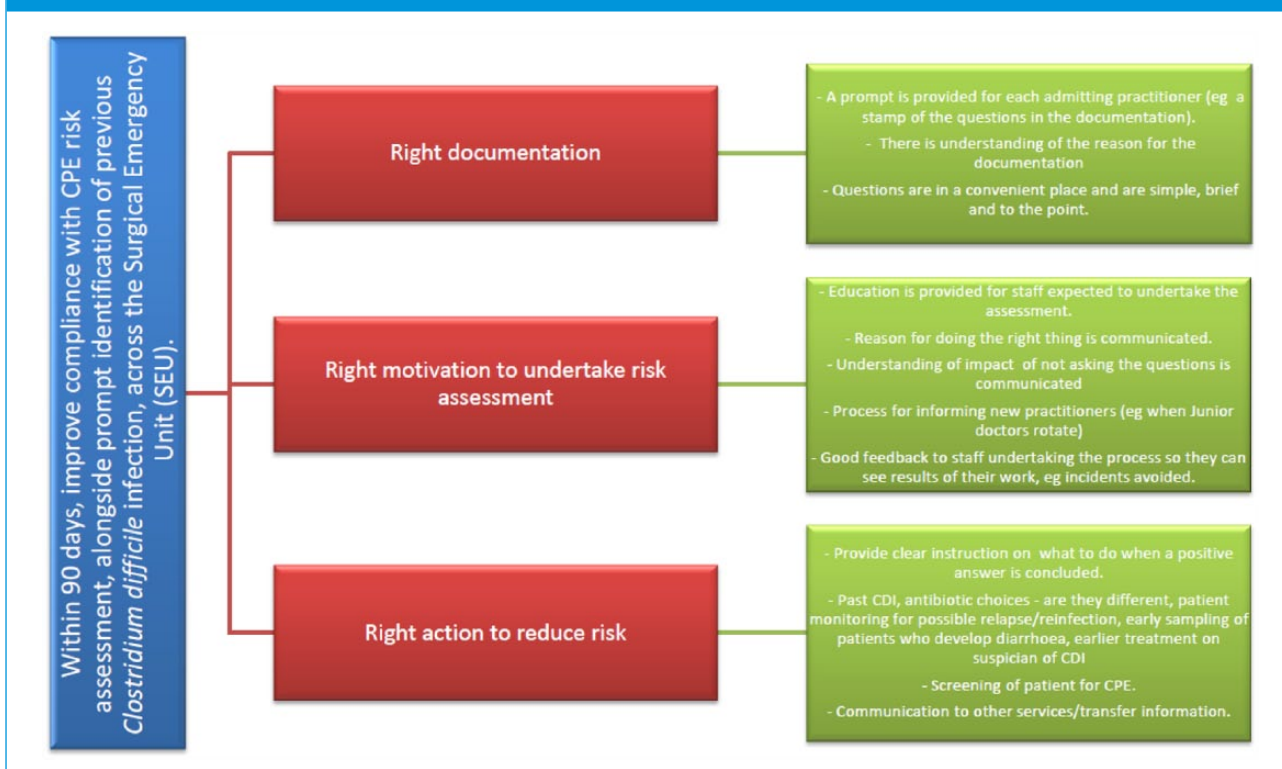 Within 90 days, improve compliance with CPE risk
assessment, alongside prompt identification of previous
Clostridium difficile infection, across the Surgical Emergency
Unit (SEU).
Right documentation
- A prompt is provided for each admitting practitioner (eg a
stamp of the questions in the documentation).
- There is understanding of the reason for the
documentation
- Questions are in a convenient place and are simple, brief
and to the point.
Right motivation to undertake risk
assessment
- Education is provided for staff expected to undertake the
assessment.
- Reason for doing the right thing is communicated.
- Understanding of impact of not asking the questions is
communicated
- Process for informing new practitioners (eg when Junior
doctors rotate)
- Good feedback to staff undertaking the process so they can
see results of their work, eg incidents avoided.
Right action to reduce risk
- Provide clear instruction on what to do when a positive
answer is concluded.
- Past CDI, antibiotic choices - are they different, patient
monitoring for possible relapse/reinfection, early sampling of
patients who develop diarrhoea, earlier treatment on
suspician of CDI
- Screening of patient for CPE.
- Communication to other services/transfer information.